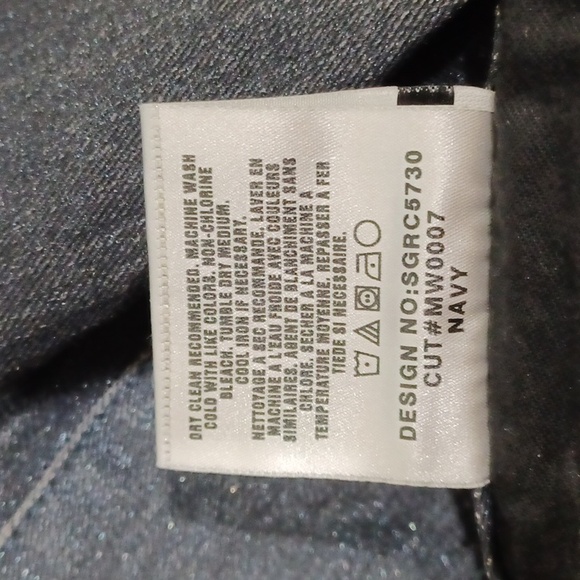 DRY CLEAN RECOMMENDED. MACHINE WASH
COLD WITH LIKE COLORS. NON-CHLORINE
BLEACH. TUMBLE DRY MEDIUM.
COOL IRON IF NECESSARY.
NETTOYAGE A SEC RECOMMANDE. LAVER EN
MACHINE A L'EAU FROIDE AVEC COULEURS
SIMILAIRES. AGENT DE BLANCHIMENT SANS
CHLORE. SECHER A LA MACHINE A
TEMPERATURE MOYENNE. REPASSER A FER
TIEDE SI NECESSAIRE.
DESIGN NO:SGRC5730
CUT#MW0007
NAVY